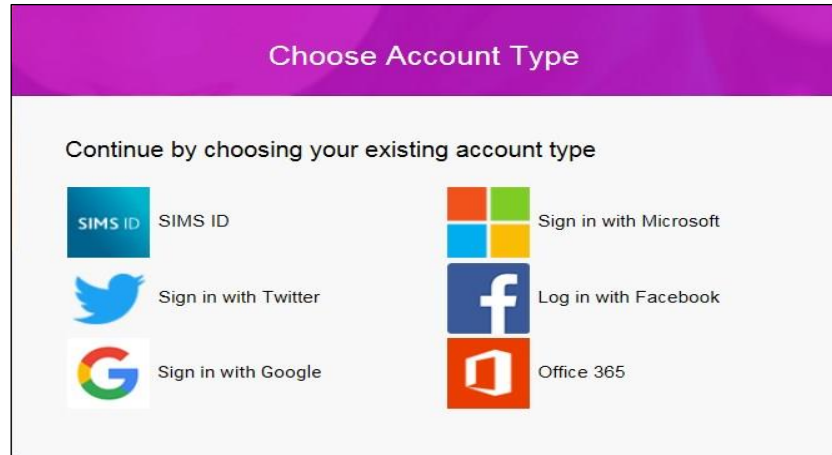 Choose Account Type
Continue by choosing your existing account type
SIMS ID SIMS ID
Sign in with Microsoft
Sign in with Twitter
Log in with Facebook
Sign in with Google
Office 365